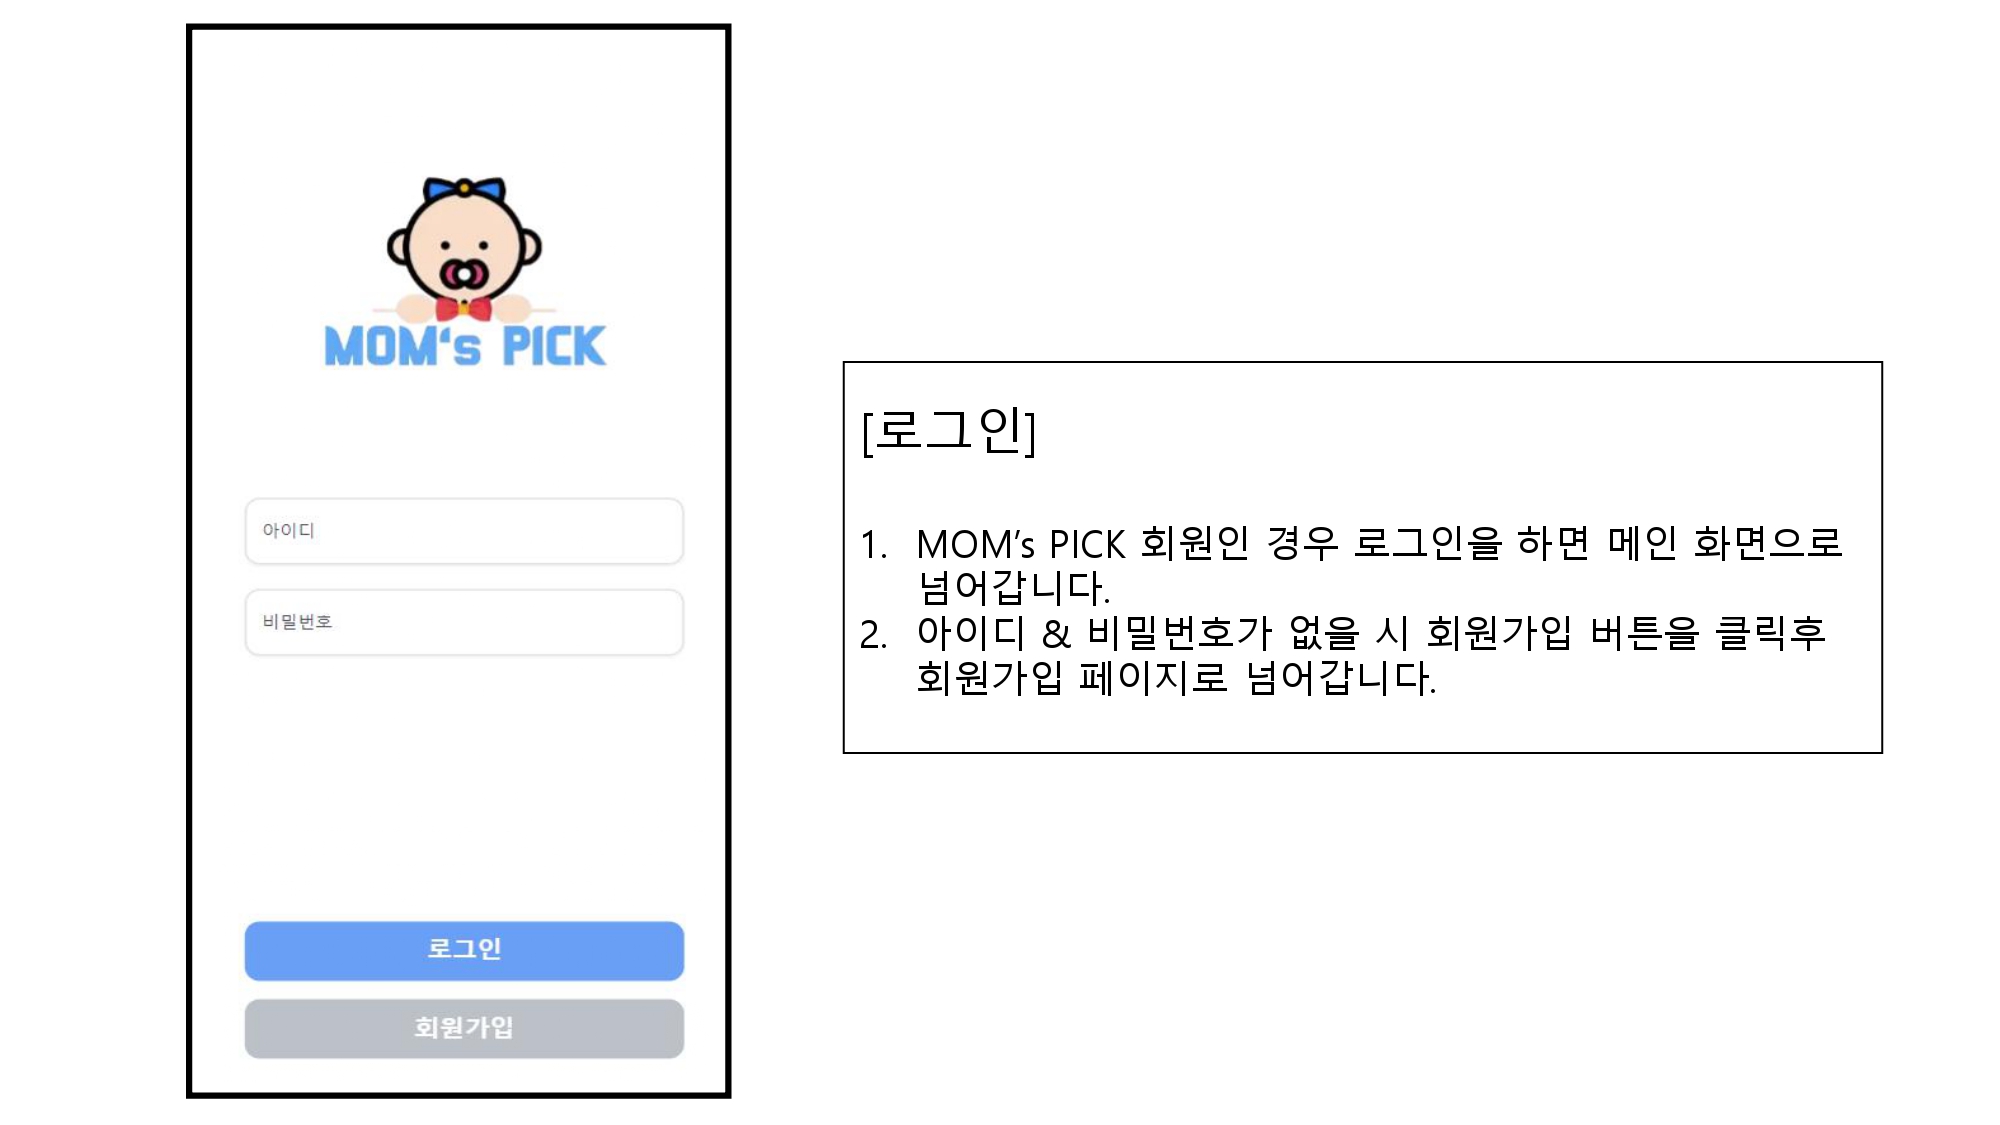 MOM's PICK
아이디
비밀번호
로그인
회원가입
[로그인]
1. MOM's PICK 회원인 경우 로그인을 하면 메인 화면으로
넘어갑니다.
2. 아이디 & 비밀번호가 없을 시 회원가입 버튼을 클릭후
회원가입 페이지로 넘어갑니다.